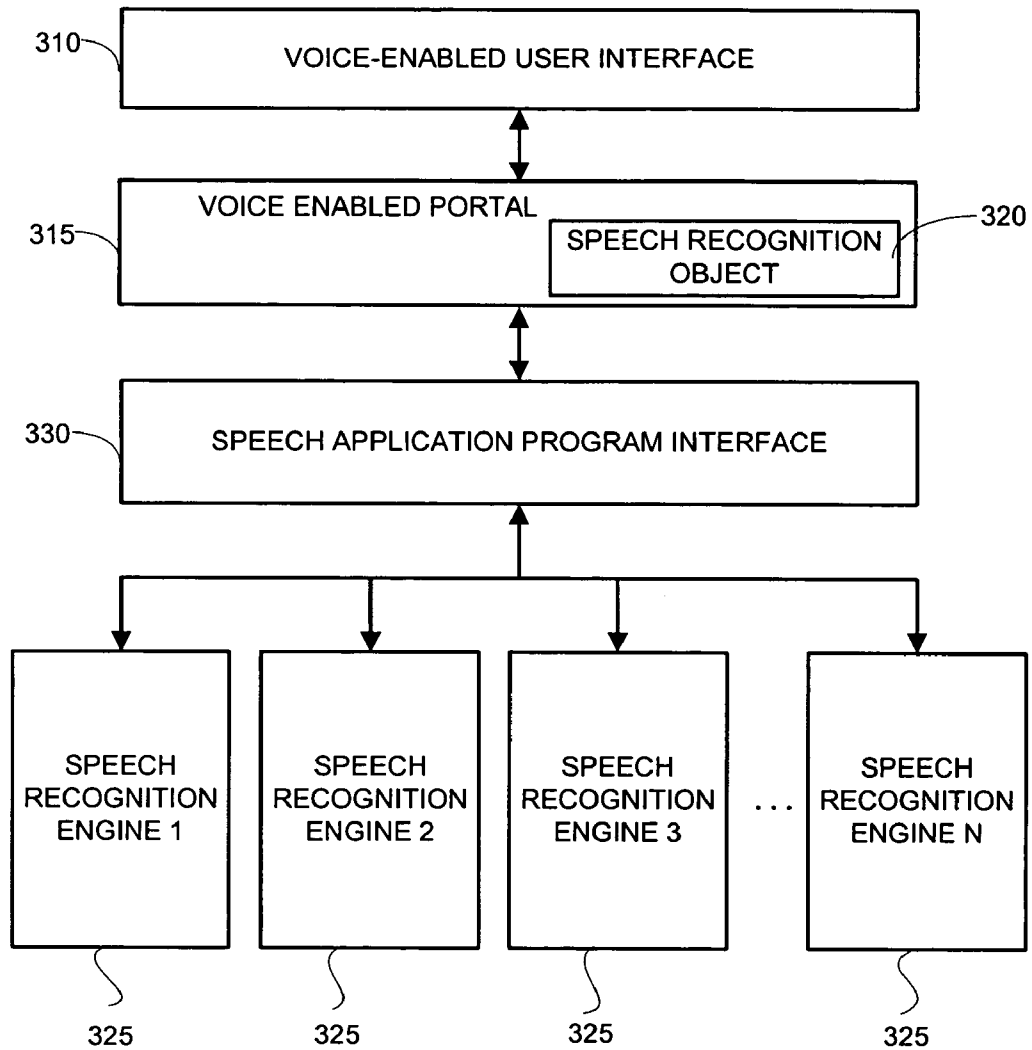 310
VOICE-ENABLED USER INTERFACE
VOICE ENABLED PORTAL
315
320
SPEECH RECOGNITION
OBJECT
330
SPEECH APPLICATION PROGRAM INTERFACE
SPEECH
RECOGNITION
ENGINE 1
SPEECH
RECOGNITION
ENGINE 2
SPEECH
RECOGNITION
ENGINE 3
. . .
SPEECH
RECOGNITION
ENGINE N
325
325
325
325